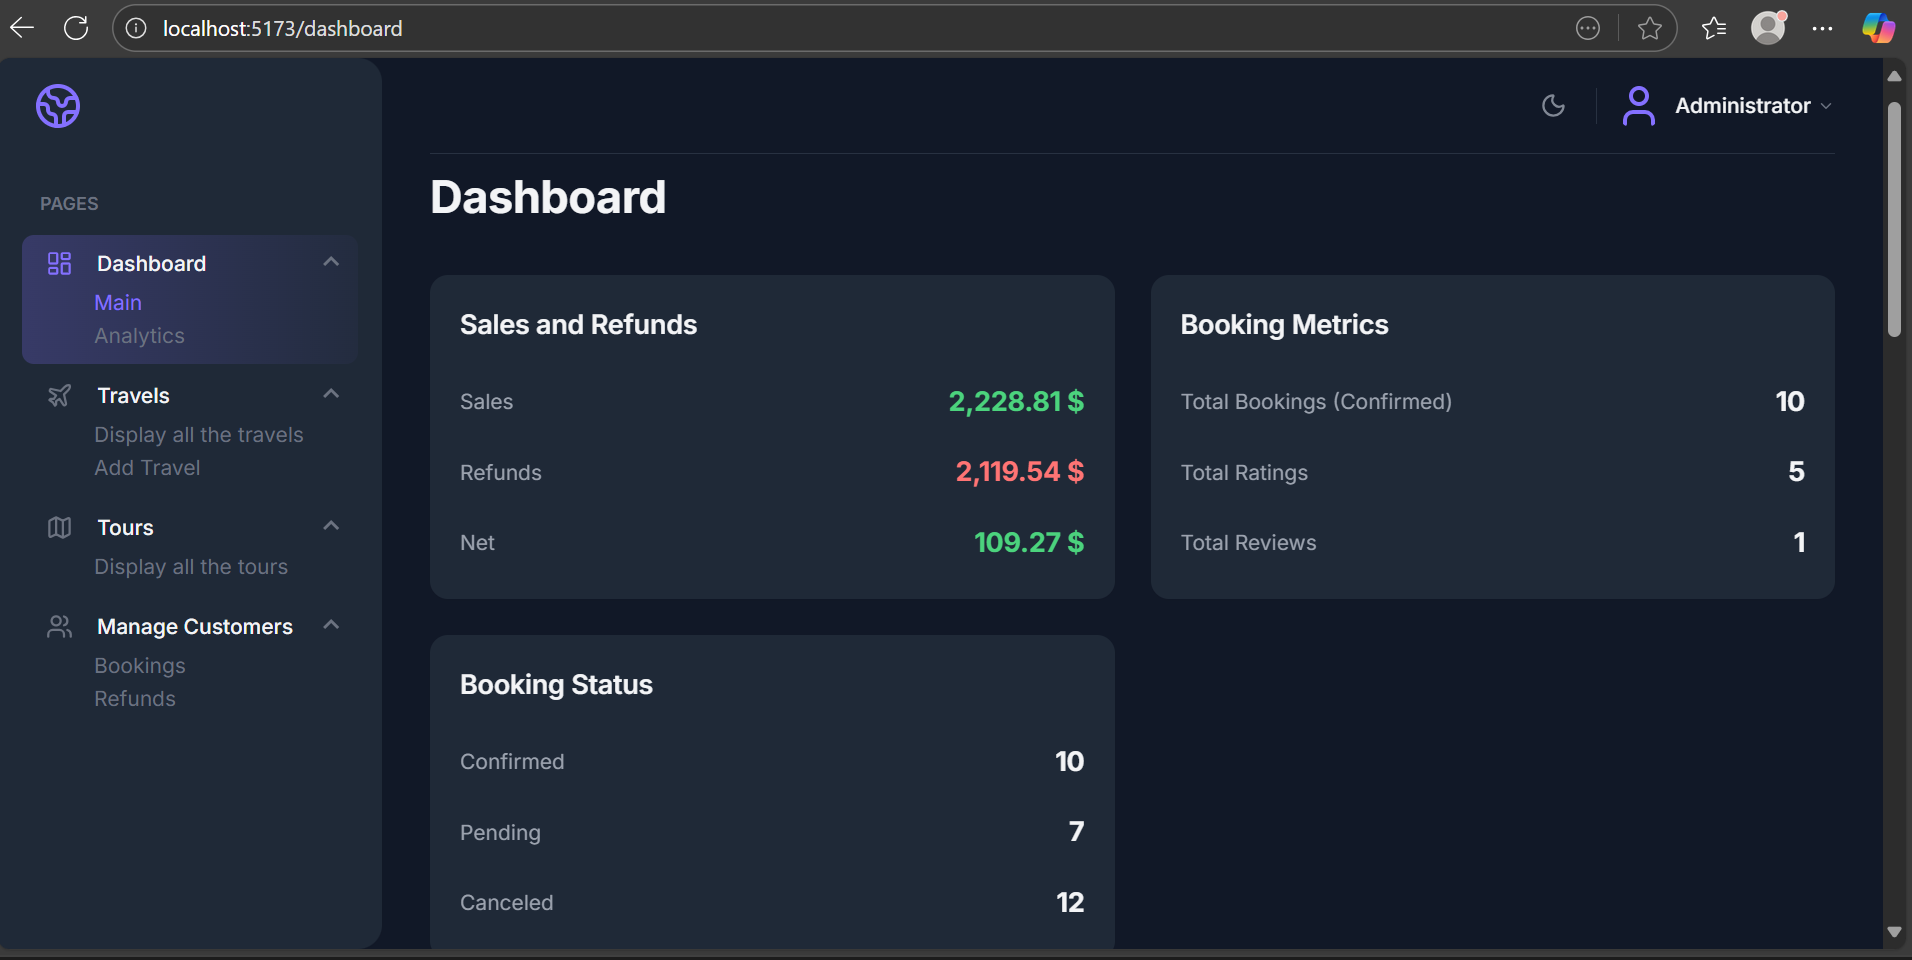 localhost:5173/dashboard
Administrator
PAGES
Dashboard
Main
Analytics
Travels
Display all the travels
Add Travel
Tours
Display all the tours
Manage Customers
Bookings
Refunds
Dashboard
Sales and Refunds
Sales 2,228.81 $
Refunds 2,119.54 $
Net 109.27 $
Booking Metrics
Total Bookings (Confirmed) 10
Total Ratings 5
Total Reviews 1
Booking Status
Confirmed 10
Pending 7
Canceled 12